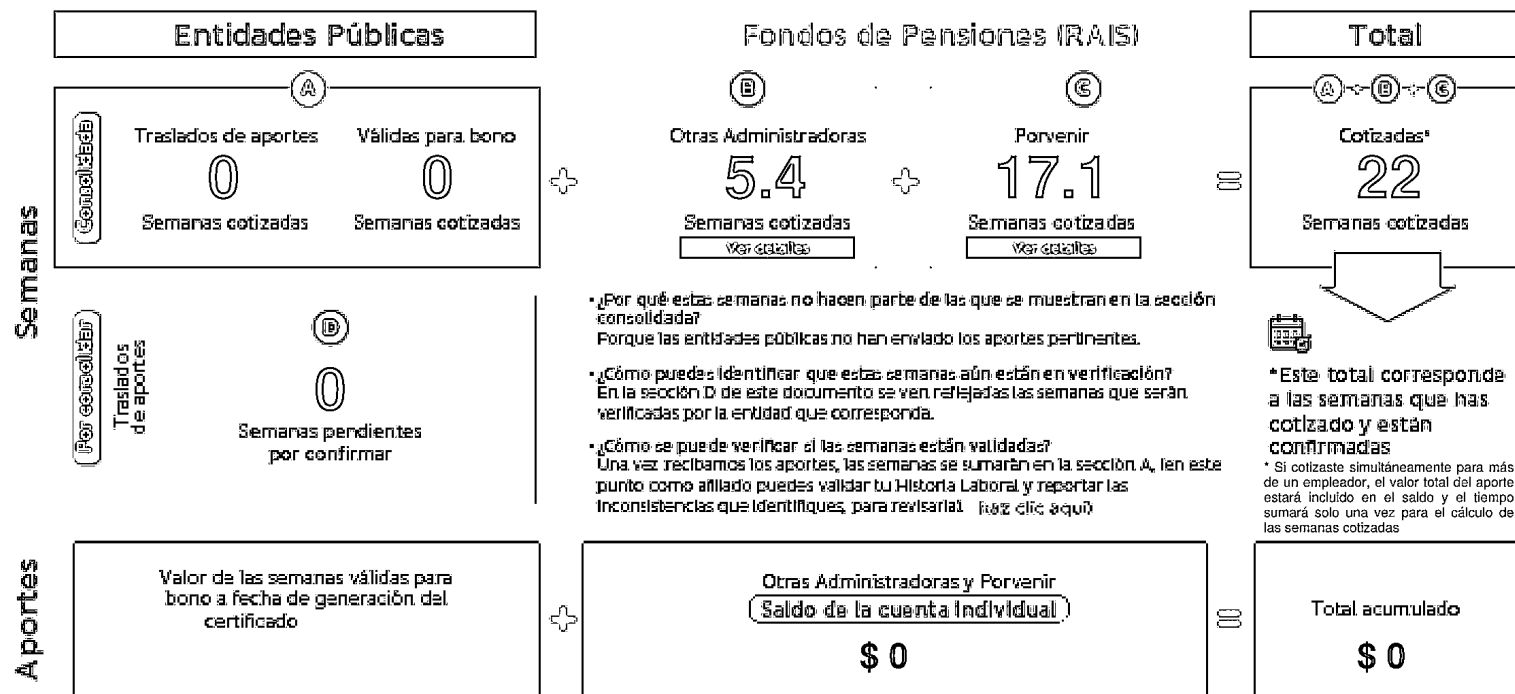 Entidades Públicas
Fondos de Pensiones (RAIS)
Total
A
B
C
A + B + C
Semanas
Consolidada
Traslados de aportes
0
Semanas cotizadas
Válidas para bono
0
Semanas cotizadas
+
Otras Administradoras
5.4
Semanas cotizadas
Ver detalles
+
Porvenir
17.1
Semanas cotizadas
Ver detalles
=
Cotizadas*
22
Semanas cotizadas
Por consolidar
Traslados
de aportes
D
0
Semanas pendientes
por confirmar
• ¿Por qué estas semanas no hacen parte de las que se muestran en la sección
consolidada?
Porque las entidades públicas no han enviado los aportes pertinentes.
• ¿Cómo puedes identificar que estas semanas aún están en verificación?
En la sección D de este documento se ven reflejadas las semanas que serán
verificadas por la entidad que corresponda.
• ¿Cómo se puede verificar si las semanas están validadas?
Una vez recibamos los aportes, las semanas se sumarán en la sección A, (en este
punto como afiliado puedes validar tu Historia Laboral y reportar las
inconsistencias que identifiques, para revisarla). haz clic aquí)
*Este total corresponde
a las semanas que has
cotizado y están
confirmadas
* Si cotizaste simultáneamente para más
de un empleador, el valor total del aporte
estará incluido en el saldo y el tiempo
sumará solo una vez para el cálculo de
las semanas cotizadas
Aportes
Valor de las semanas válidas para
bono a fecha de generación del
certificado
+
Otras Administradoras y Porvenir
Saldo de la cuenta individual
$ 0
=
Total acumulado
$ 0